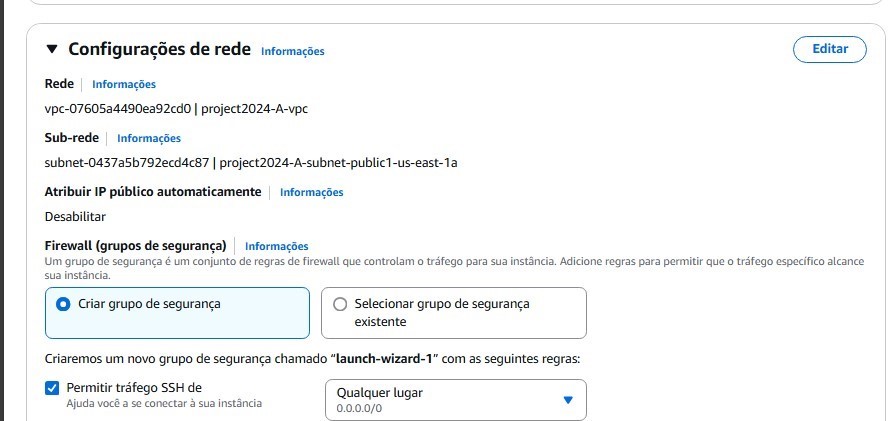 Configurações de rede Informações
Editar
Rede Informações
vpc-07605a4490ea92cd0 | project2024-A-vpc
Sub-rede Informações
subnet-0437a5b792ecd4c87 | project2024-A-subnet-public1-us-east-1a
Atribuir IP público automaticamente Informações
Desabilitar
Firewall (grupos de segurança) Informações
Um grupo de segurança é um conjunto de regras de firewall que controlam o tráfego para sua instância. Adicione regras para permitir que o tráfego específico alcance
sua instância.
Criar grupo de segurança
Selecionar grupo de segurança
existente
Criaremos um novo grupo de segurança chamado “launch-wizard-1” com as seguintes regras:
Permitir tráfego SSH de
Ajuda você a se conectar à sua instância
Qualquer lugar
0.0.0.0/0